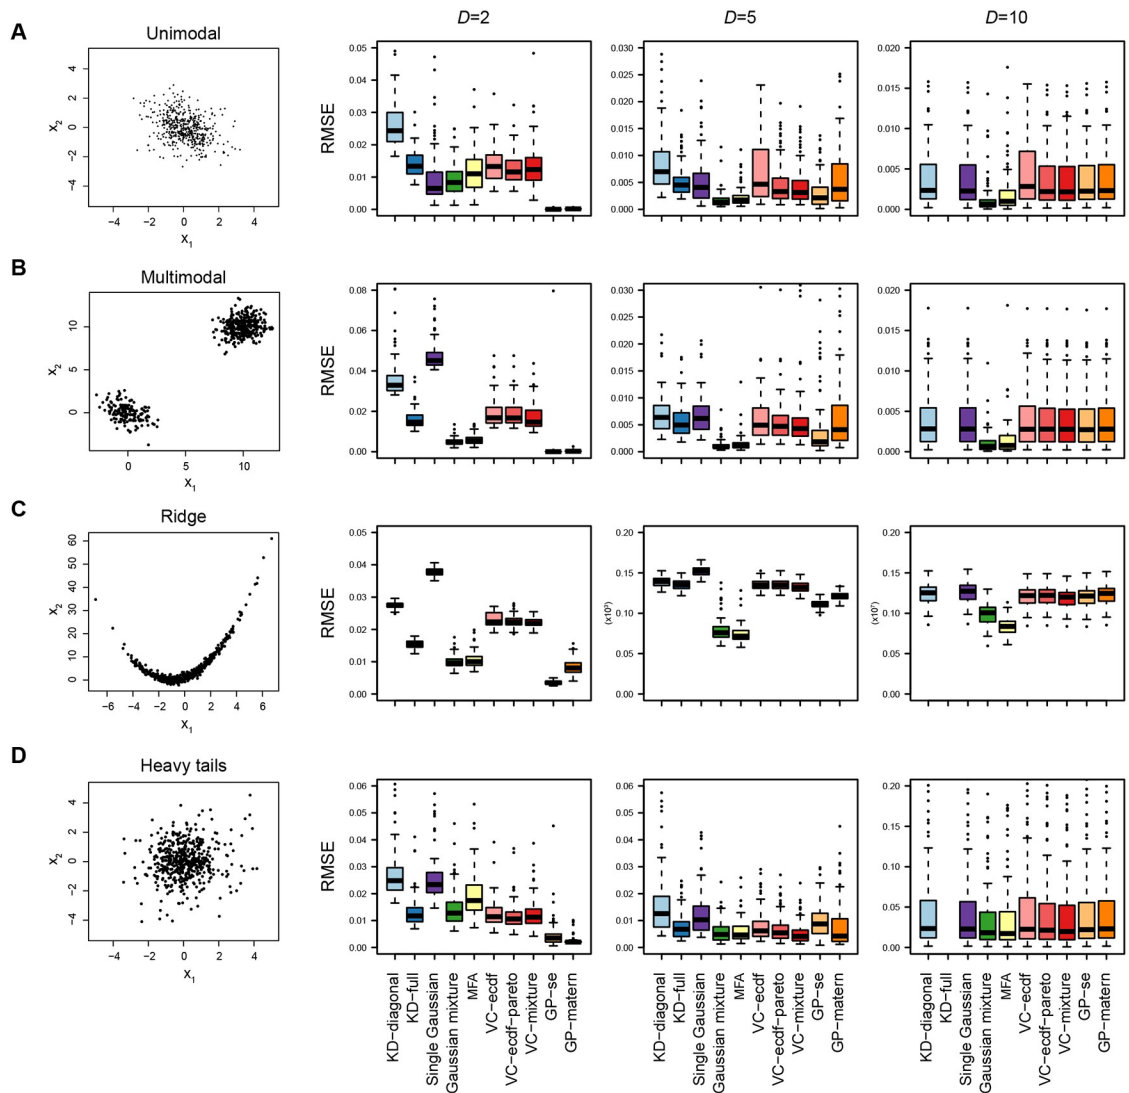 D=2
D=5
D=10
A
Unimodal
4
2
0
−2
−4
x2
−4 −2 0 2 4
x1
RMSE
0.05
0.04
0.03
0.02
0.01
0.00
0.030
0.025
0.020
0.015
0.010
0.005
0.000
0.020
0.015
0.010
0.005
0.000
B
Multimodal
10
5
0
x2
0 5 10
x1
RMSE
0.08
0.06
0.04
0.02
0.00
0.030
0.025
0.020
0.015
0.010
0.005
0.000
0.020
0.015
0.010
0.005
0.000
C
Ridge
60
50
40
30
20
10
0
x2
−6 −4 −2 0 2 4 6
x1
RMSE
0.05
0.04
0.03
0.02
0.01
0.00
0.20
0.15
0.10
0.05
0.00
0.20
0.15
0.10
0.05
0.00
D
Heavy tails
4
2
0
−2
−4
x2
−4 −2 0 2 4
x1
RMSE
0.06
0.05
0.04
0.03
0.02
0.01
0.00
0.06
0.05
0.04
0.03
0.02
0.01
0.00
0.20
0.15
0.10
0.05
0.00
KD−diagonal
KD−full
Single Gaussian
Gaussian mixture
MFA
VC−ecdf
VC−ecdf−pareto
VC−mixture
GP−se
GP−matern
KD−diagonal
KD−full
Single Gaussian
Gaussian mixture
MFA
VC−ecdf
VC−ecdf−pareto
VC−mixture
GP−se
GP−matern
KD−diagonal
KD−full
Single Gaussian
Gaussian mixture
MFA
VC−ecdf
VC−ecdf−pareto
VC−mixture
GP−se
GP−matern